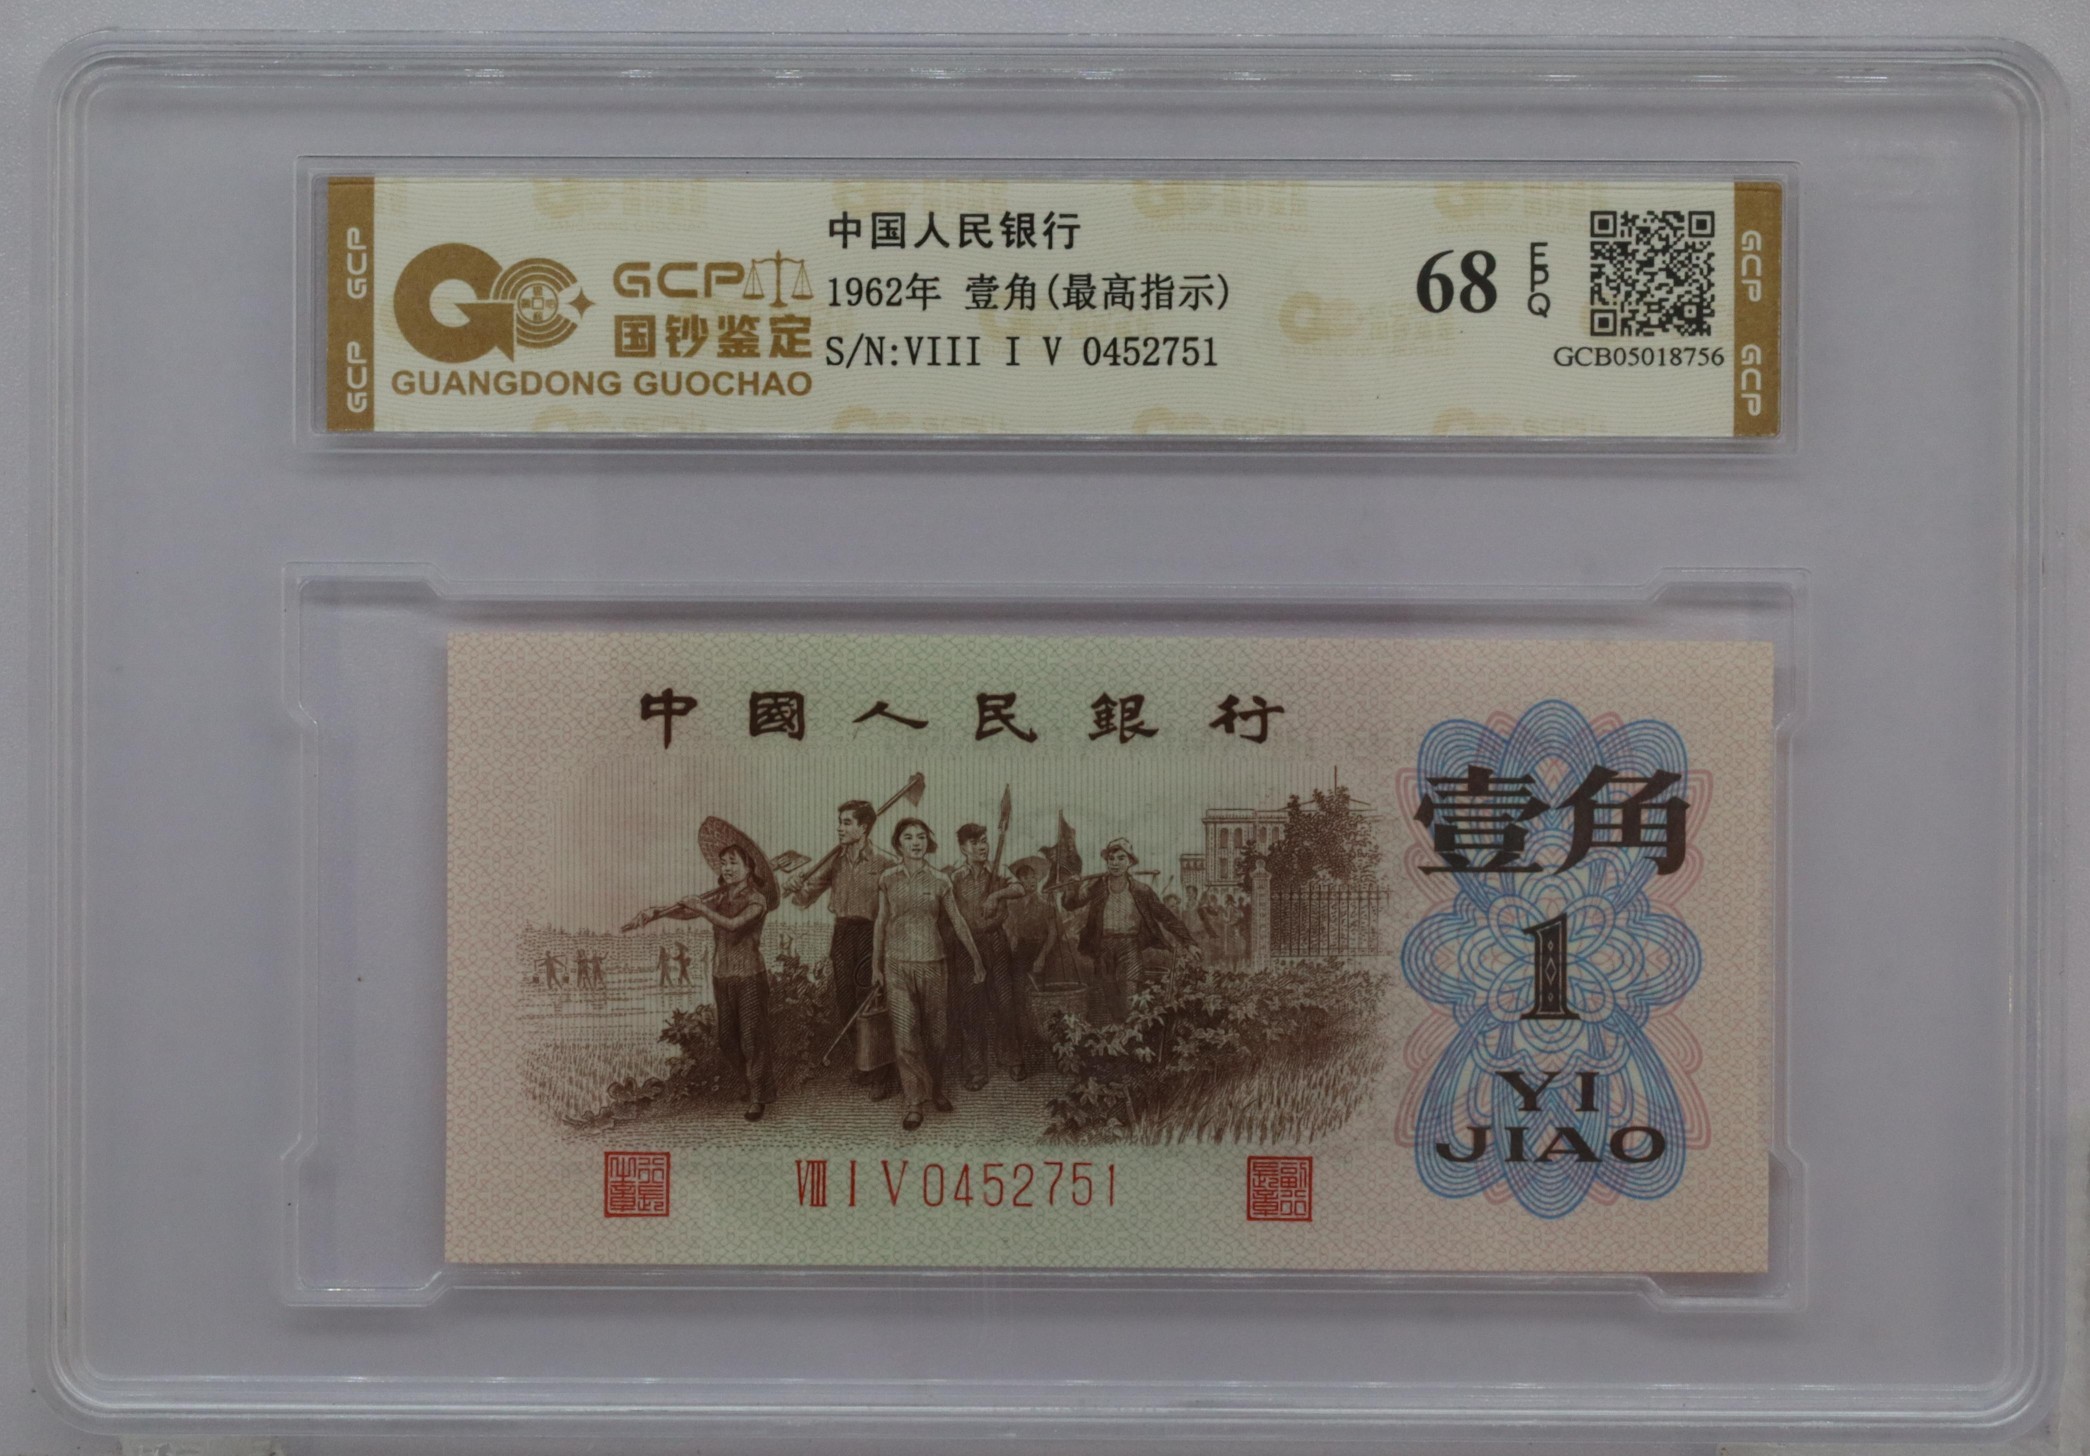 GCP GCP
GCP
国钞鉴定
GUANGDONG GUOCHAO
中国人民银行
1962年 壹角(最高指示)
S/N:VIII I V 0452751
68
EPQ
GCB05018756
GCP GCP
中國人民銀行
壹角
1
YI
JIAO
VIII I V 0452751